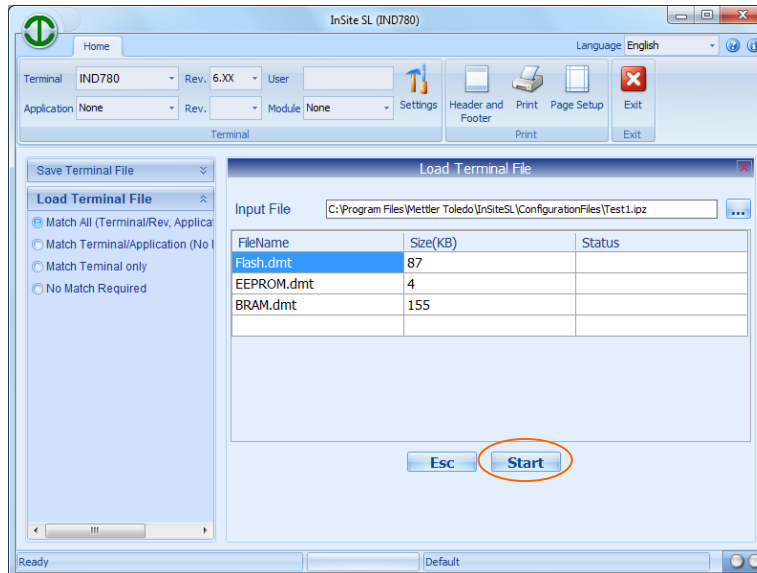 InSite SL (IND780)
Home
Language English
Terminal IND780 Rev. 6.XX User
Application None Rev. Module None
Settings
Header and Footer
Print
Page Setup
Exit
Terminal
Print
Exit
Save Terminal File
Load Terminal File
Match All (Terminal/Rev, Applica
Match Terminal/Application (No
Match Teminal only
No Match Required
Load Terminal File
Input File C:\Program Files\Mettler Toledo\InSiteSL\ConfigurationFiles\Test1.ipz ...
FileName Size(KB) Status
Flash.dmt 87
EEPROM.dmt 4
BRAM.dmt 155
Esc Start
Ready Default